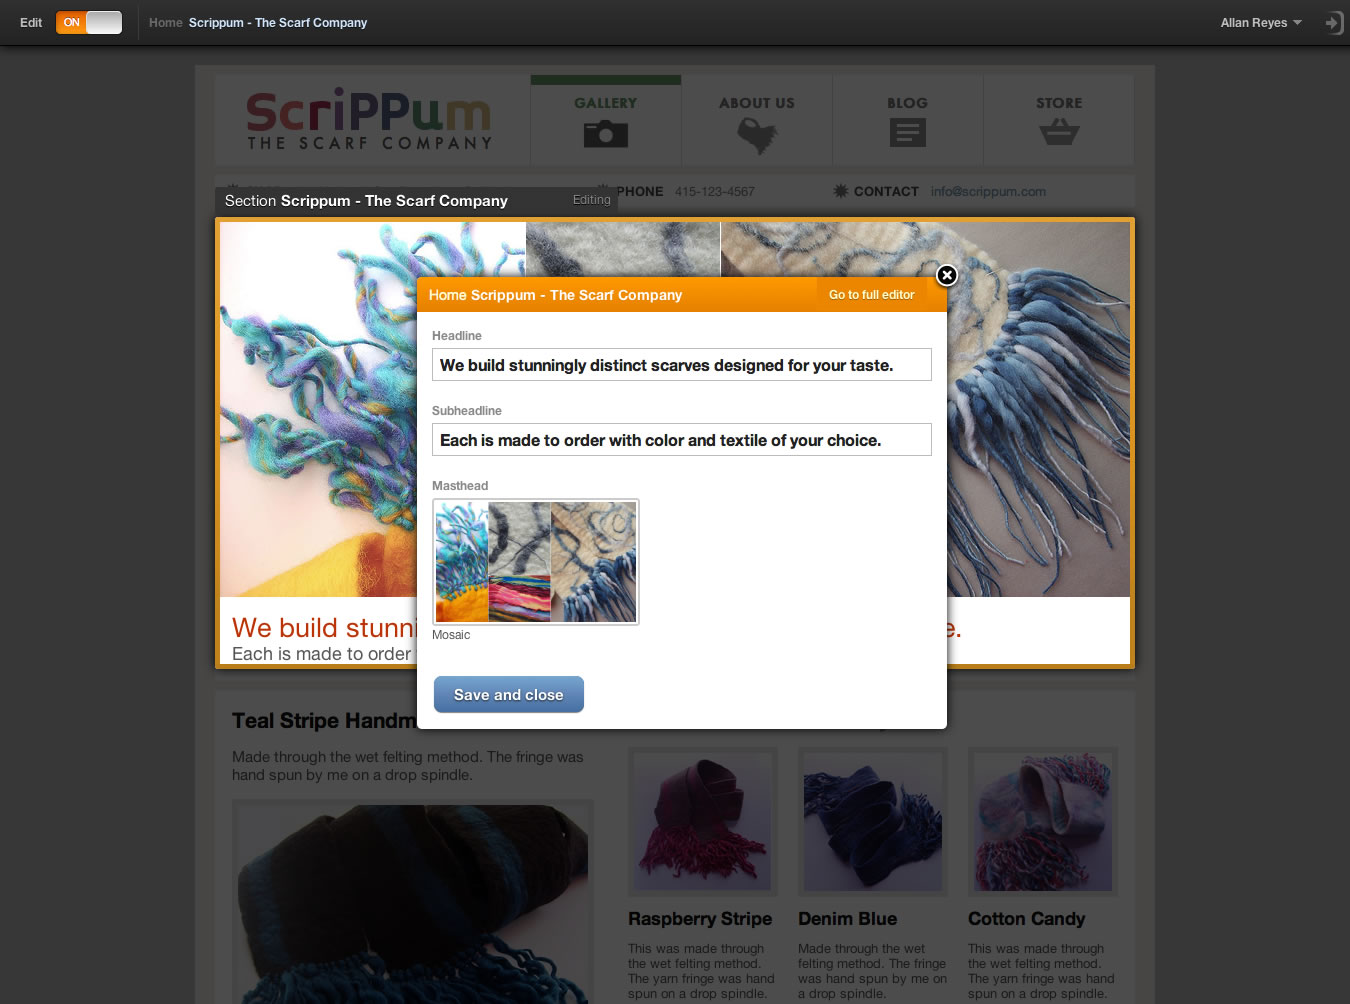 Edit ON Home Scrippum - The Scarf Company Allan Reyes
ScriPPum
THE SCARF COMPANY
GALLERY
ABOUT US
BLOG
STORE
PHONE 415-123-4567
CONTACT info@scrippum.com
Section Scrippum - The Scarf Company Editing
Home Scrippum - The Scarf Company Go to full editor
Headline
We build stunningly distinct scarves designed for your taste.
Subheadline
Each is made to order with color and textile of your choice.
Masthead
Mosaic
Save and close
We build stunni
e.
Each is made to order
Teal Stripe Handm
Made through the wet felting method. The fringe was
hand spun by me on a drop spindle.
Raspberry Stripe
This was made through
the wet felting method.
The yarn fringe was hand
spun on a drop spindle.
Denim Blue
Made through the wet
felting method. The fringe
was hand spun by me on
a drop spindle.
Cotton Candy
This was made through
the wet felting method.
The yarn fringe was hand
spun on a drop spindle.